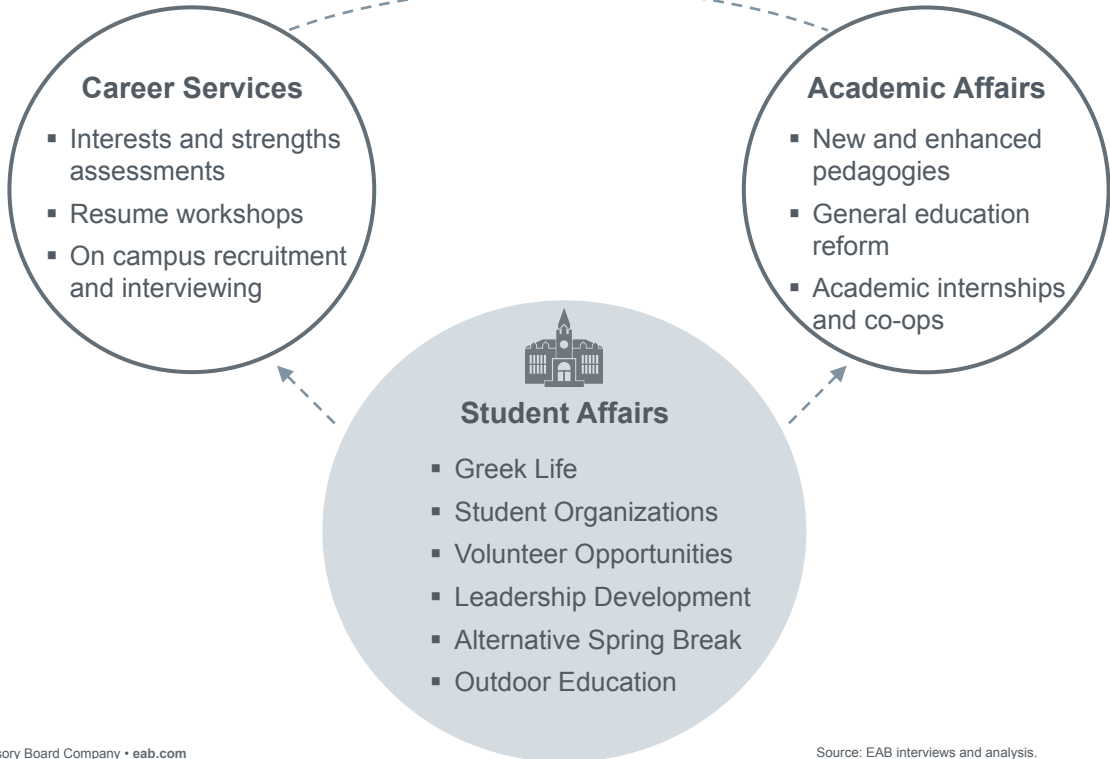 Career Services
▪ Interests and strengths
assessments
▪ Resume workshops
▪ On campus recruitment
and interviewing
Academic Affairs
▪ New and enhanced
pedagogies
▪ General education
reform
▪ Academic internships
and co-ops
Student Affairs
▪ Greek Life
▪ Student Organizations
▪ Volunteer Opportunities
▪ Leadership Development
▪ Alternative Spring Break
▪ Outdoor Education
Board Company • eab.com
Source: EAB interviews and analysis.